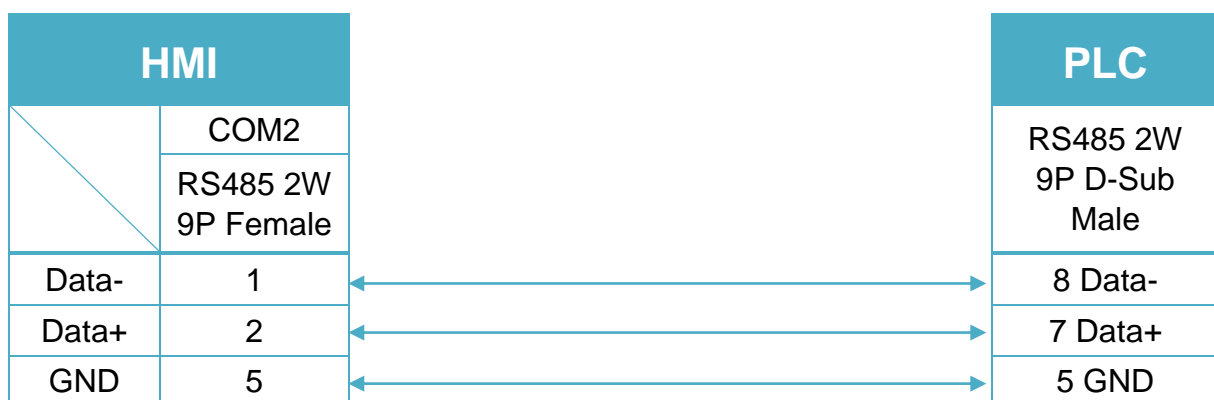 HMI
PLC
COM2
RS485 2W
9P Female
RS485 2W
9P D-Sub
Male
Data-
1
8 Data-
Data+
2
7 Data+
GND
5
5 GND